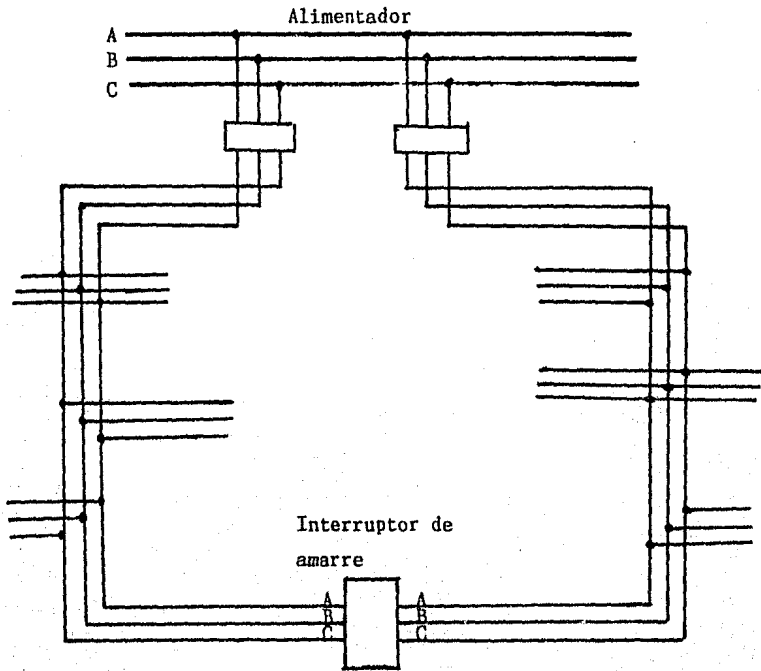 Alimentador
A
B
C
Interruptor de
amarre
A A
B B
C C